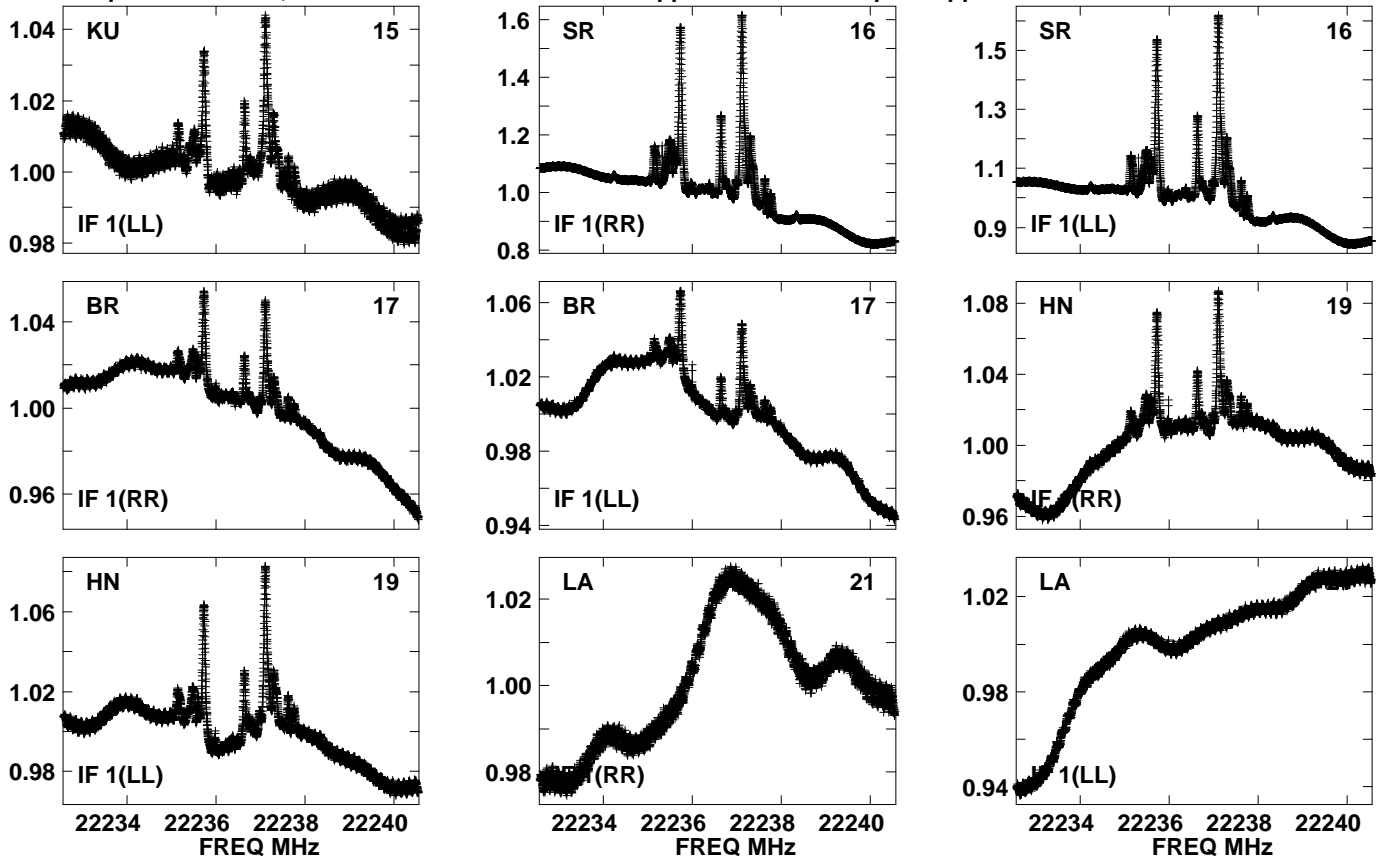 KU 15
1.04
1.02
1.00
0.98
IF 1(LL)
SR 16
1.6
1.4
1.2
1.0
0.8
IF 1(RR)
SR 16
1.5
1.3
1.1
0.9
IF 1(LL)
BR 17
1.04
1.00
0.96
IF 1(RR)
BR 17
1.06
1.02
0.98
0.94
IF 1(LL)
HN 19
1.08
1.04
1.00
0.96
IF (RR)
HN 19
1.06
1.02
0.98
IF 1(LL)
22234 22236 22238 22240
FREQ MHz
LA 21
1.02
1.00
0.98
1(RR)
22234 22236 22238 22240
FREQ MHz
LA
1.02
0.98
0.94
1(LL)
22234 22236 22238 22240
FREQ MHz